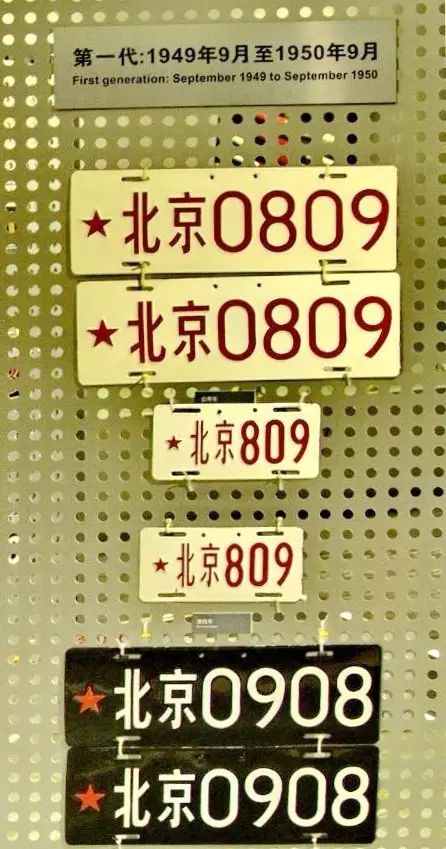 第一代:1949年9月至1950年9月
First generation: September 1949 to September 1950
★北京0809
★北京0809
★北京809
★北京809
★北京0908
★北京0908